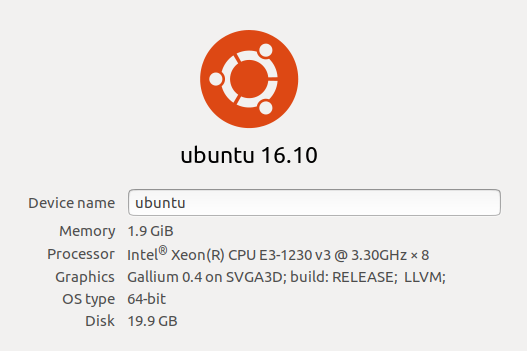 ubuntu 16.10
Device name ubuntu
Memory 1.9 GiB
Processor Intel® Xeon(R) CPU E3-1230 v3 @ 3.30GHz × 8
Graphics Gallium 0.4 on SVGA3D; build: RELEASE;  LLVM;
OS type 64-bit
Disk 19.9 GB